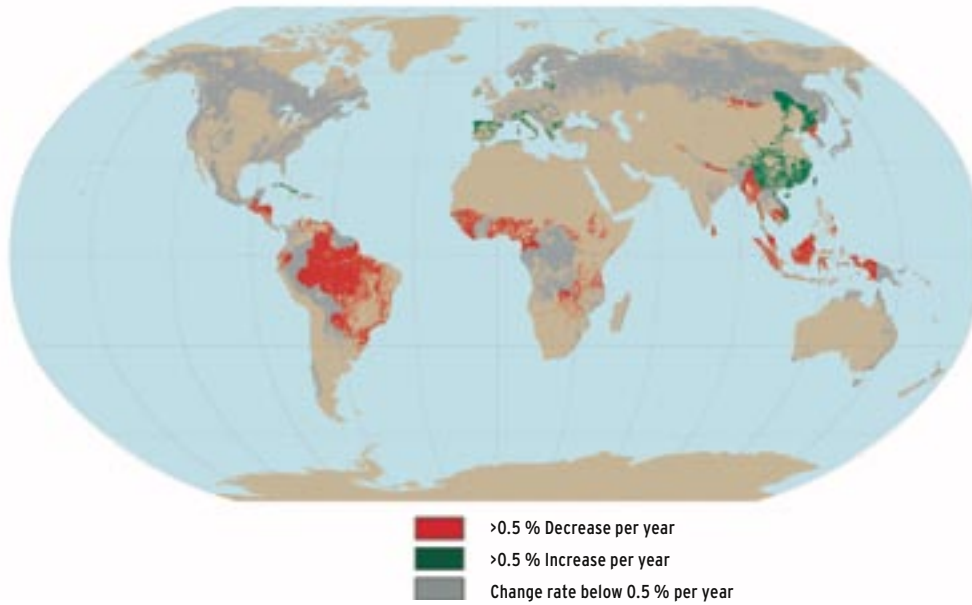 >0.5 % Decrease per year
>0.5 % Increase per year
Change rate below 0.5 % per year